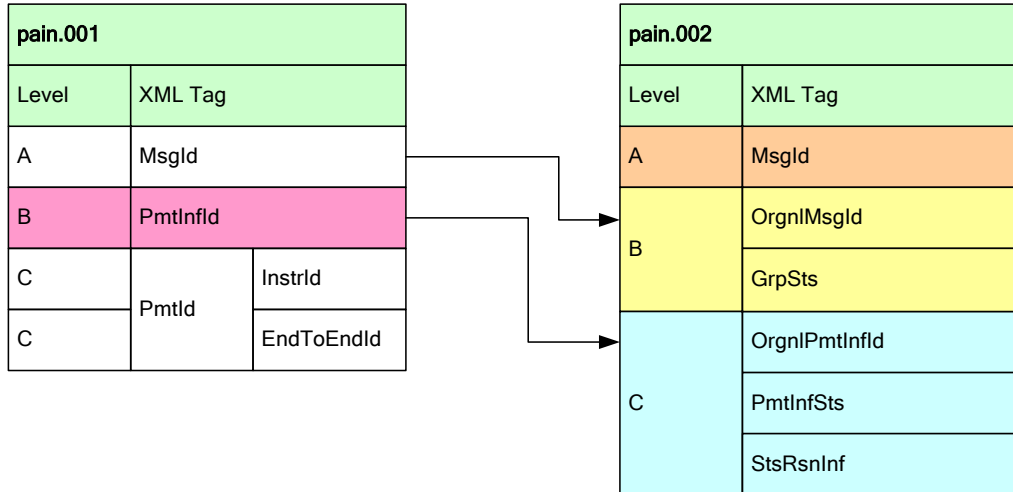 pain.001
Level XML Tag
A MsgId
B PmtInfId
C PmtId InstrId
C EndToEndId
pain.002
Level XML Tag
A MsgId
B OrgnlMsgId
GrpSts
C OrgnlPmtInfId
PmtInfSts
StsRsnInf